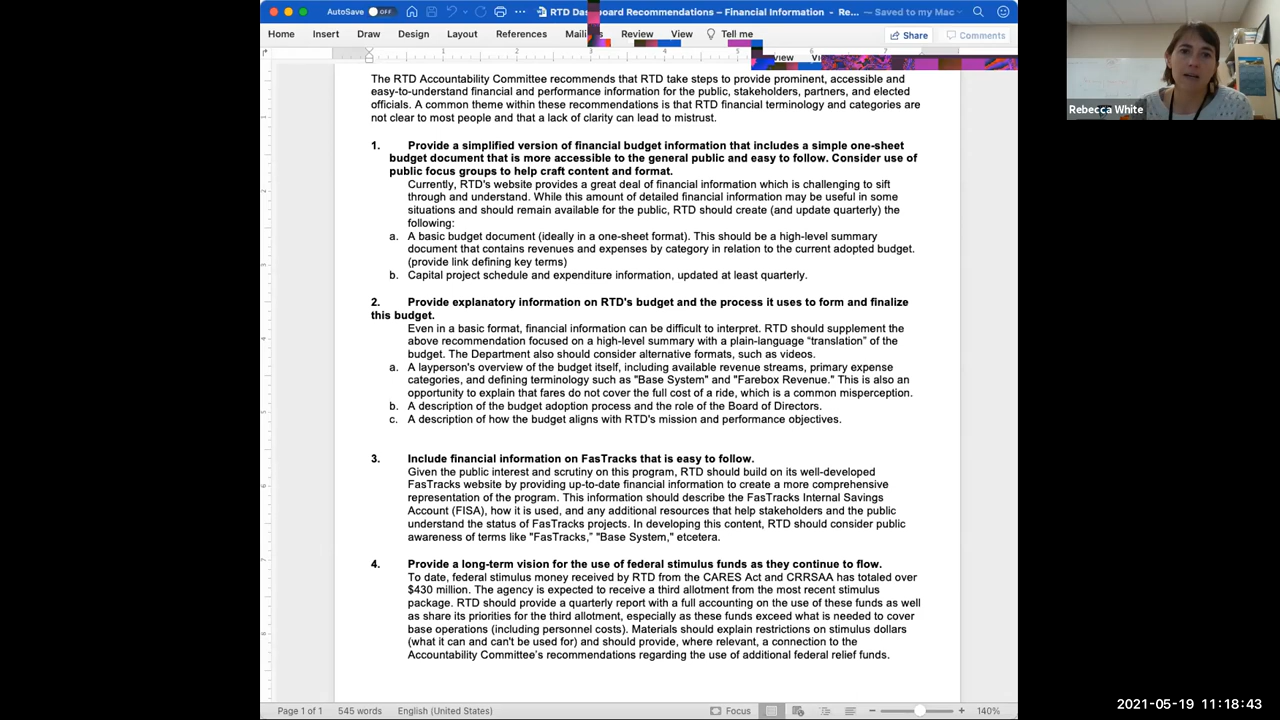 AutoSave OFF RTD Da board Recommendations – Financial Information - Re... — Saved to my Mac
Home Insert Draw Design Layout References Maili Review View Tell me Share Comments
view Vi
1 2 3 4 5 6 7
The RTD Accountability Committee recommends that RTD take steps to provide prominent, accessible and
easy-to-understand financial and performance information for the public, stakeholders, partners, and elected
officials. A common theme within these recommendations is that RTD financial terminology and categories are
not clear to most people and that a lack of clarity can lead to mistrust.
1. Provide a simplified version of financial budget information that includes a simple one-sheet
budget document that is more accessible to the general public and easy to follow. Consider use of
public focus groups to help craft content and format.
Currently, RTD's website provides a great deal of financial information which is challenging to sift
through and understand. While this amount of detailed financial information may be useful in some
situations and should remain available for the public, RTD should create (and update quarterly) the
following:
a. A basic budget document (ideally in a one-sheet format). This should be a high-level summary
document that contains revenues and expenses by category in relation to the current adopted budget.
(provide link defining key terms)
b. Capital project schedule and expenditure information, updated at least quarterly.
2. Provide explanatory information on RTD's budget and the process it uses to form and finalize
this budget.
Even in a basic format, financial information can be difficult to interpret. RTD should supplement the
above recommendation focused on a high-level summary with a plain-language “translation” of the
budget. The Department also should consider alternative formats, such as videos.
a. A layperson's overview of the budget itself, including available revenue streams, primary expense
categories, and defining terminology such as "Base System" and "Farebox Revenue." This is also an
opportunity to explain that fares do not cover the full cost of a ride, which is a common misperception.
b. A description of the budget adoption process and the role of the Board of Directors.
c. A description of how the budget aligns with RTD's mission and performance objectives.
3. Include financial information on FasTracks that is easy to follow.
Given the public interest and scrutiny on this program, RTD should build on its well-developed
FasTracks website by providing up-to-date financial information to create a more comprehensive
representation of the program. This information should describe the FasTracks Internal Savings
Account (FISA), how it is used, and any additional resources that help stakeholders and the public
understand the status of FasTracks projects. In developing this content, RTD should consider public
awareness of terms like "FasTracks,” "Base System," etcetera.
4. Provide a long-term vision for the use of federal stimulus funds as they continue to flow.
To date, federal stimulus money received by RTD from the CARES Act and CRRSAA has totaled over
$430 million. The agency is expected to receive a third allotment from the most recent stimulus
package. RTD should provide a quarterly report with a full accounting on the use of these funds as well
as share its priorities for the third allotment, especially as these funds exceed what is needed to cover
base operations (including personnel costs). Materials should explain restrictions on stimulus dollars
(what it can and can't be used for) and should provide, where relevant, a connection to the
Accountability Committee's recommendations regarding the use of additional federal relief funds.
Page 1 of 1 545 words English (United States) Focus 140%
Rebecca White
2021-05-19 11:18:43